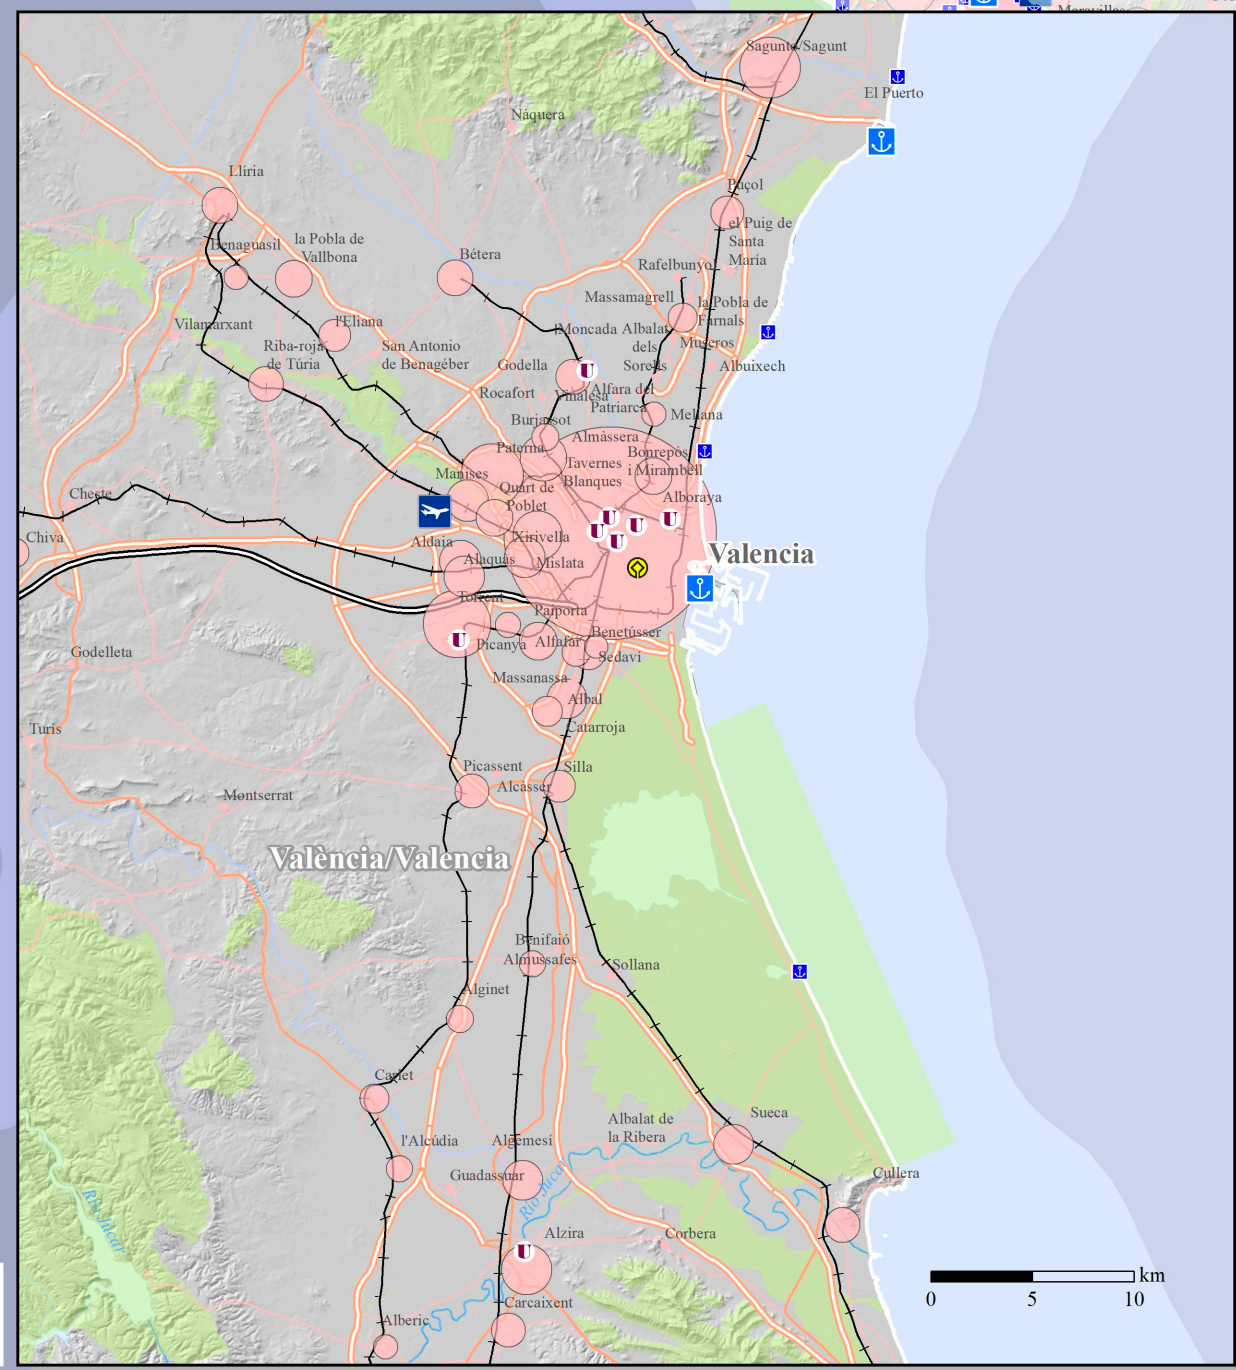 Sagunto/Sagunt
El Puerto
Náquera
Llíria
Puçol
el Puig de
Santa
María
Benaguasil
la Pobla de
Vallbona
Bétera
Rafelbunyo
Massamagrell
la Pobla de
Farnals
Vilamarxant
l'Eliana
Riba-roja
de Túria
San Antonio
de Benagéber
Moncada
Albalat
dels
Sorells
Museros
Albuixech
Godella
Rocafort
Vinalesa
Alfara del
Patriarca
Meliana
Burjassot
Almàssera
Paterna
Tavernes
Blanques
Bonrepòs
i Mirambell
Manises
Quart de
Poblet
Alboraya
Cheste
Chiva
Aldaia
Xirivella
Alaquàs
Mislata
Valencia
Torrent
Paiporta
Picanya
Alfafar
Benetússer
Sedaví
Godelleta
Massanassa
Albal
Catarroja
Turís
Picassent
Silla
Alcàsser
Montserrat
València/Valencia
Benifaió
Almussafes
Sollana
Alginet
Carlet
Albalat de
la Ribera
Sueca
l'Alcúdia
Algemesí
Guadassuar
Cullera
Río Júcar
Río Júcar
Alzira
Corbera
Carcaixent
Alberic
km
0 5 10
U
U
U
U
U
U
U
U